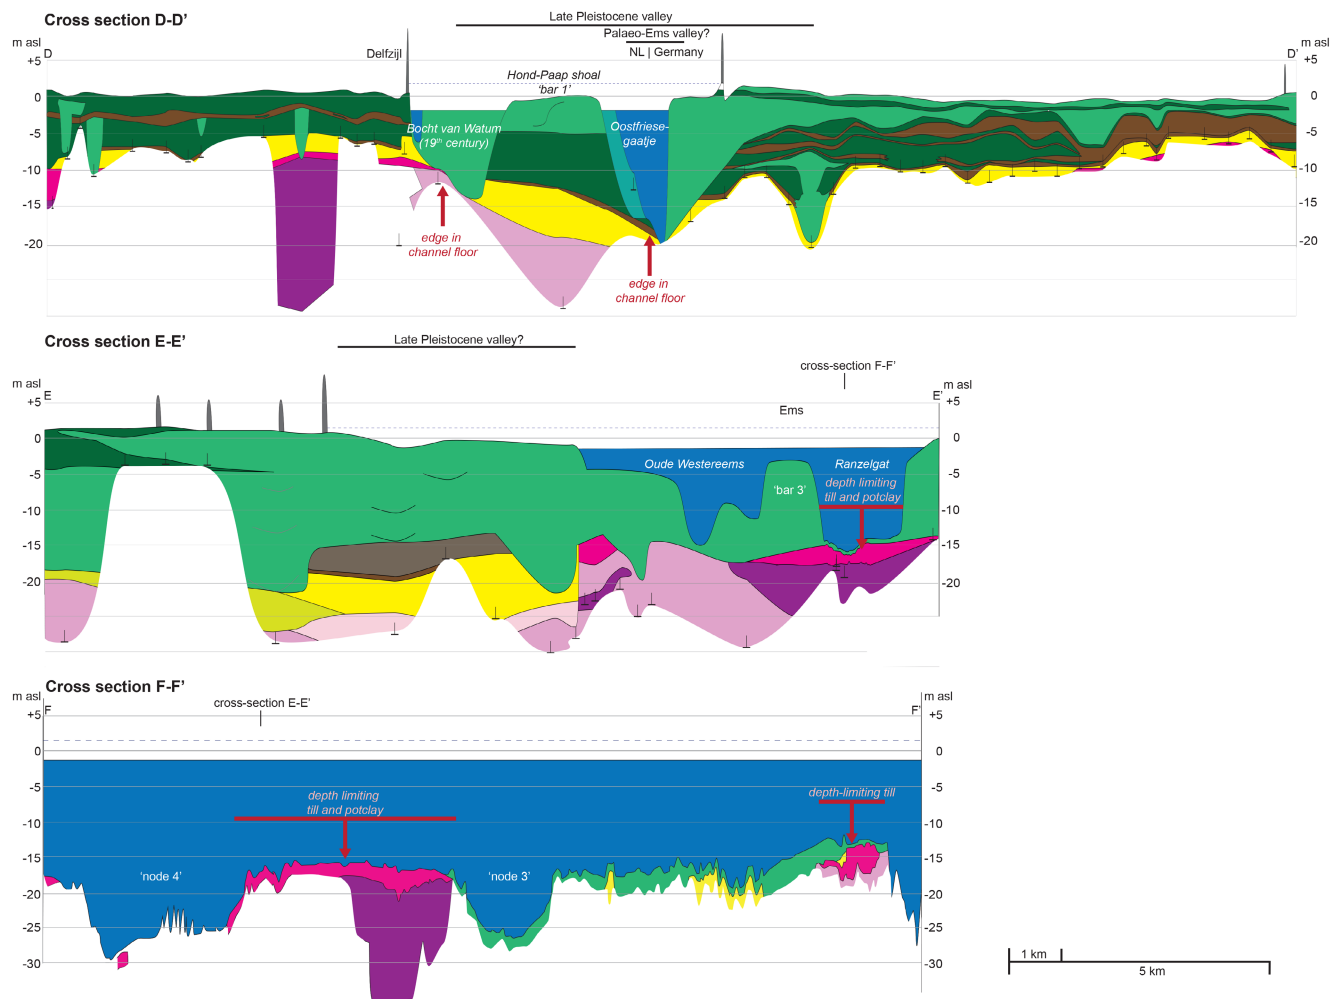 Cross section D-D’
Late Pleistocene valley
Palaeo-Ems valley?
NL | Germany
m asl
D
Delfzijl
D’
m asl
+5
0
-5
-10
-15
-20
Hond-Paap shoal
‘bar 1’
Bocht van Watum
(19th century)
Oostfriese-
gaatje
edge in
channel floor
edge in
channel floor
+5
0
-5
-10
-15
-20
Cross section E-E’
Late Pleistocene valley?
cross-section F-F’
m asl
E
E’
m asl
+5
0
-5
-10
-15
-20
Ems
Oude Westereems
‘bar 3’
Ranzelgat
depth limiting
till and potclay
+5
0
-5
-10
-15
-20
Cross section F-F’
cross-section E-E’
m asl
F
F’
m asl
+5
0
-5
-10
-15
-20
-25
-30
depth limiting
till and potclay
depth-limiting till
‘node 4’
‘node 3’
+5
0
-5
-10
-15
-20
-25
-30
1 km
5 km